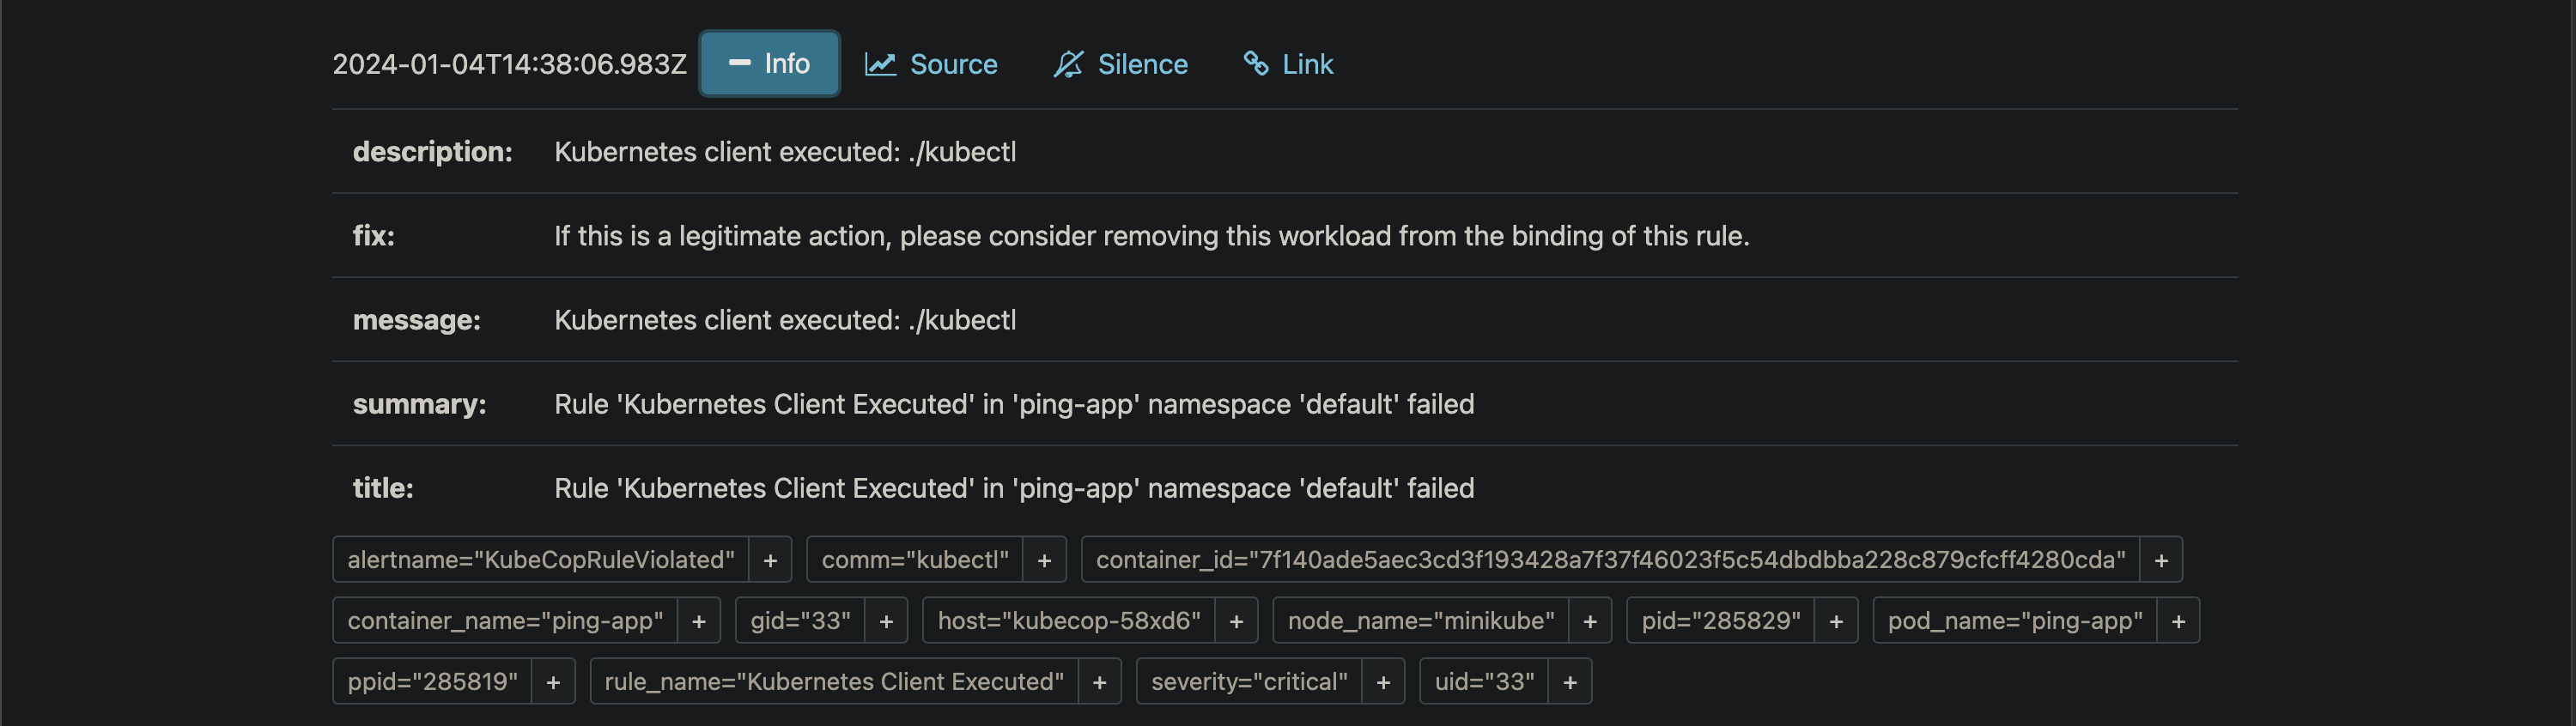 2024-01-04T14:38:06.983Z − Info Source Silence Link
description: Kubernetes client executed: ./kubectl
fix: If this is a legitimate action, please consider removing this workload from the binding of this rule.
message: Kubernetes client executed: ./kubectl
summary: Rule 'Kubernetes Client Executed' in 'ping-app' namespace 'default' failed
title: Rule 'Kubernetes Client Executed' in 'ping-app' namespace 'default' failed
alertname="KubeCopRuleViolated" + comm="kubectl" + container_id="7f140ade5aec3cd3f193428a7f37f46023f5c54dbdbba228c879cfcff4280cda" +
container_name="ping-app" + gid="33" + host="kubecop-58xd6" + node_name="minikube" + pid="285829" + pod_name="ping-app" +
ppid="285819" + rule_name="Kubernetes Client Executed" + severity="critical" + uid="33" +